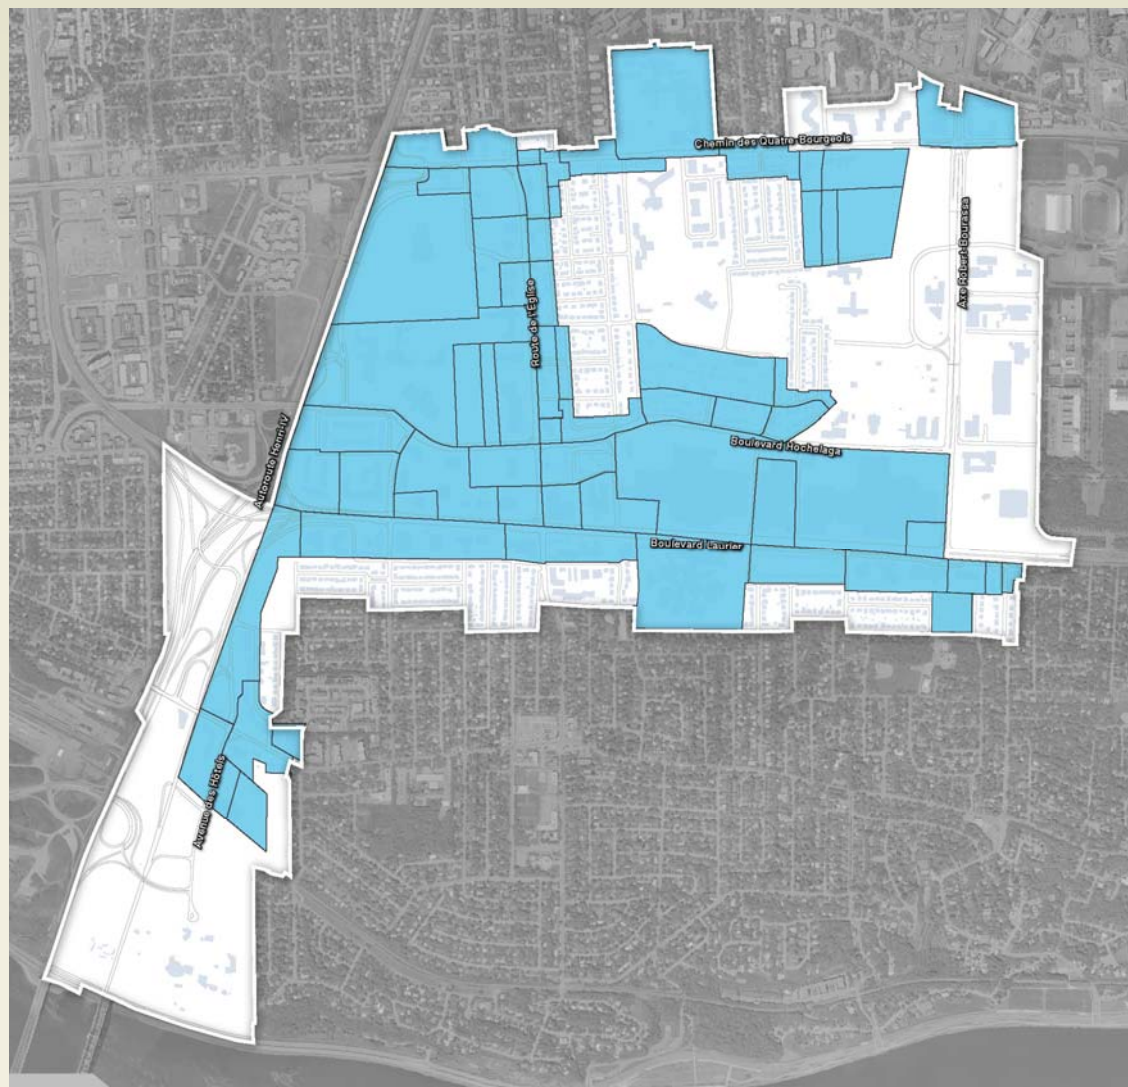 Chemin des Quatre-Bourgeois
Axe Robert-Bourassa
Route de l'Église
Autoroute Henri-IV
Boulevard Hochelaga
Boulevard Laurier
Avenue des Hôtels